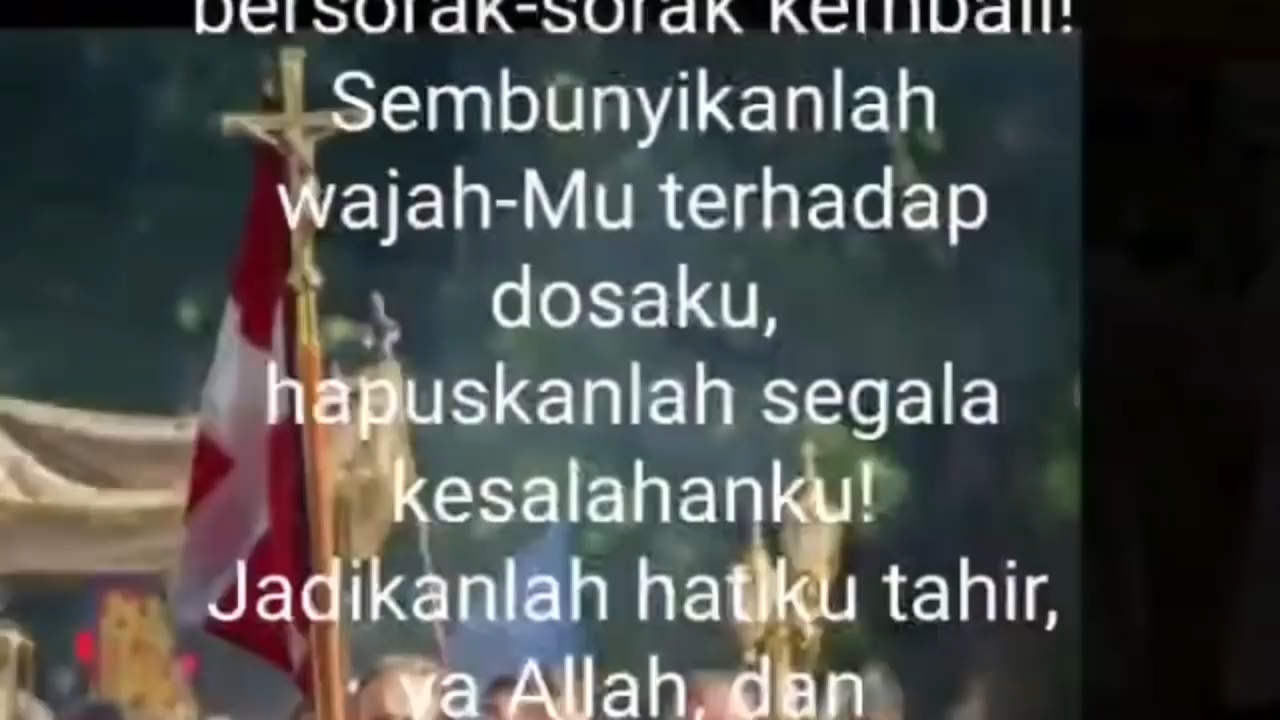 bersorak-sorak kembali!
Sembunyikanlah
wajah-Mu terhadap
dosaku,
hapuskanlah segala
kesalahanku!
Jadikanlah hatiku tahir,
ya Allah, dan